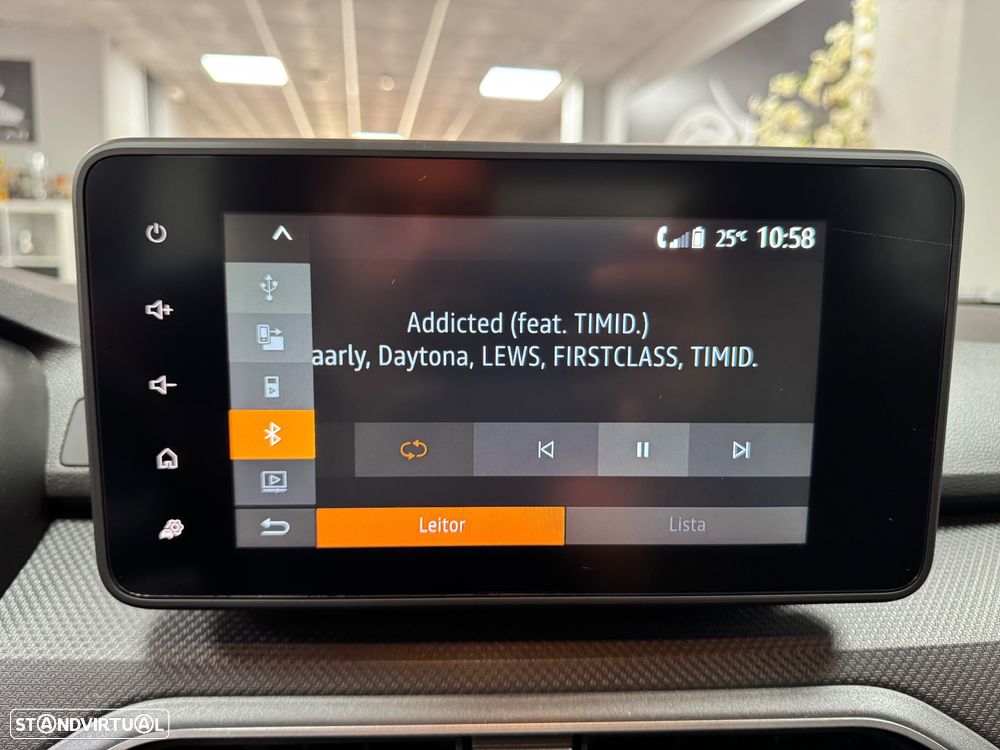 25°C 10:58
Addicted (feat. TIMID.)
aarly, Daytona, LEWS, FIRSTCLASS, TIMID.
Leitor
Lista
STANDVIRTUAL